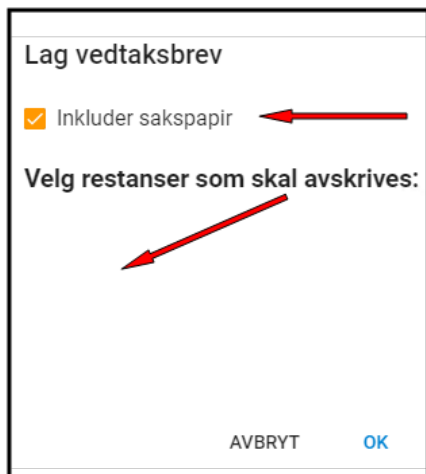 Lag vedtaksbrev
Inkluder sakspapir
Velg restanser som skal avskrives:
AVBRYT OK